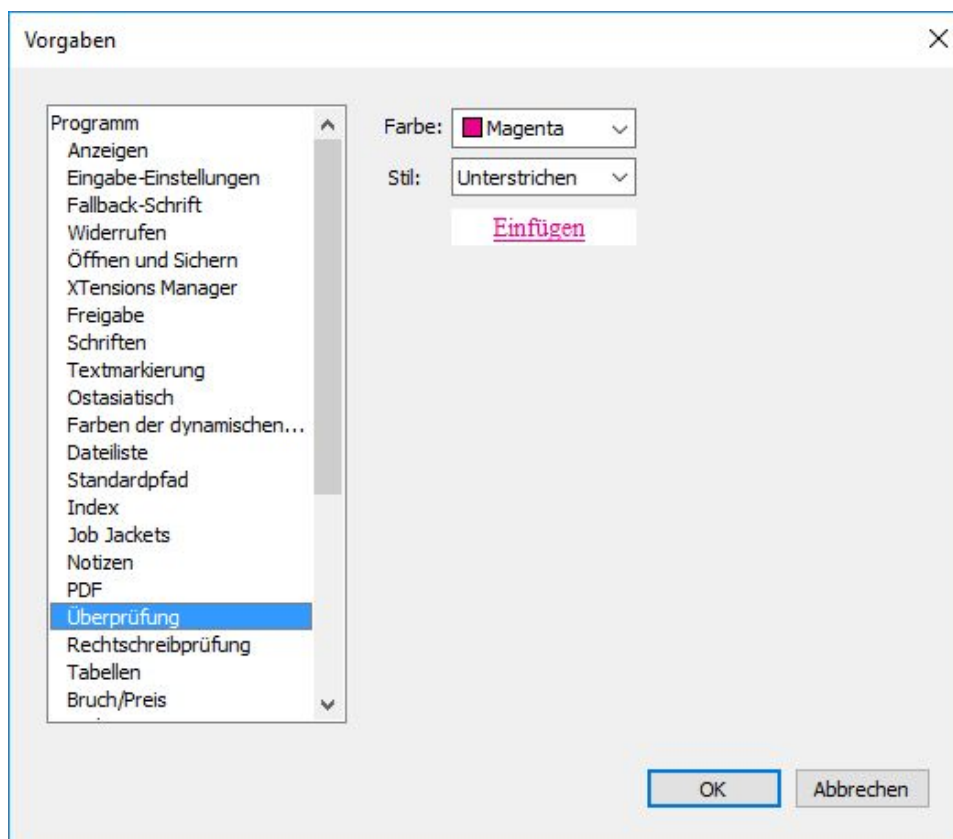 Vorgaben
Programm
Anzeigen
Eingabe-Einstellungen
Fallback-Schrift
Widerrufen
Öffnen und Sichern
XTensions Manager
Freigabe
Schriften
Textmarkierung
Ostasiatisch
Farben der dynamischen...
Dateiliste
Standardpfad
Index
Job Jackets
Notizen
PDF
Überprüfung
Rechtschreibprüfung
Tabellen
Bruch/Preis
Farbe: Magenta
Stil: Unterstrichen
Einfügen
OK Abbrechen